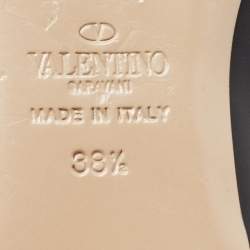 VALENTINO
GARAVANI
MADE IN ITALY
38½